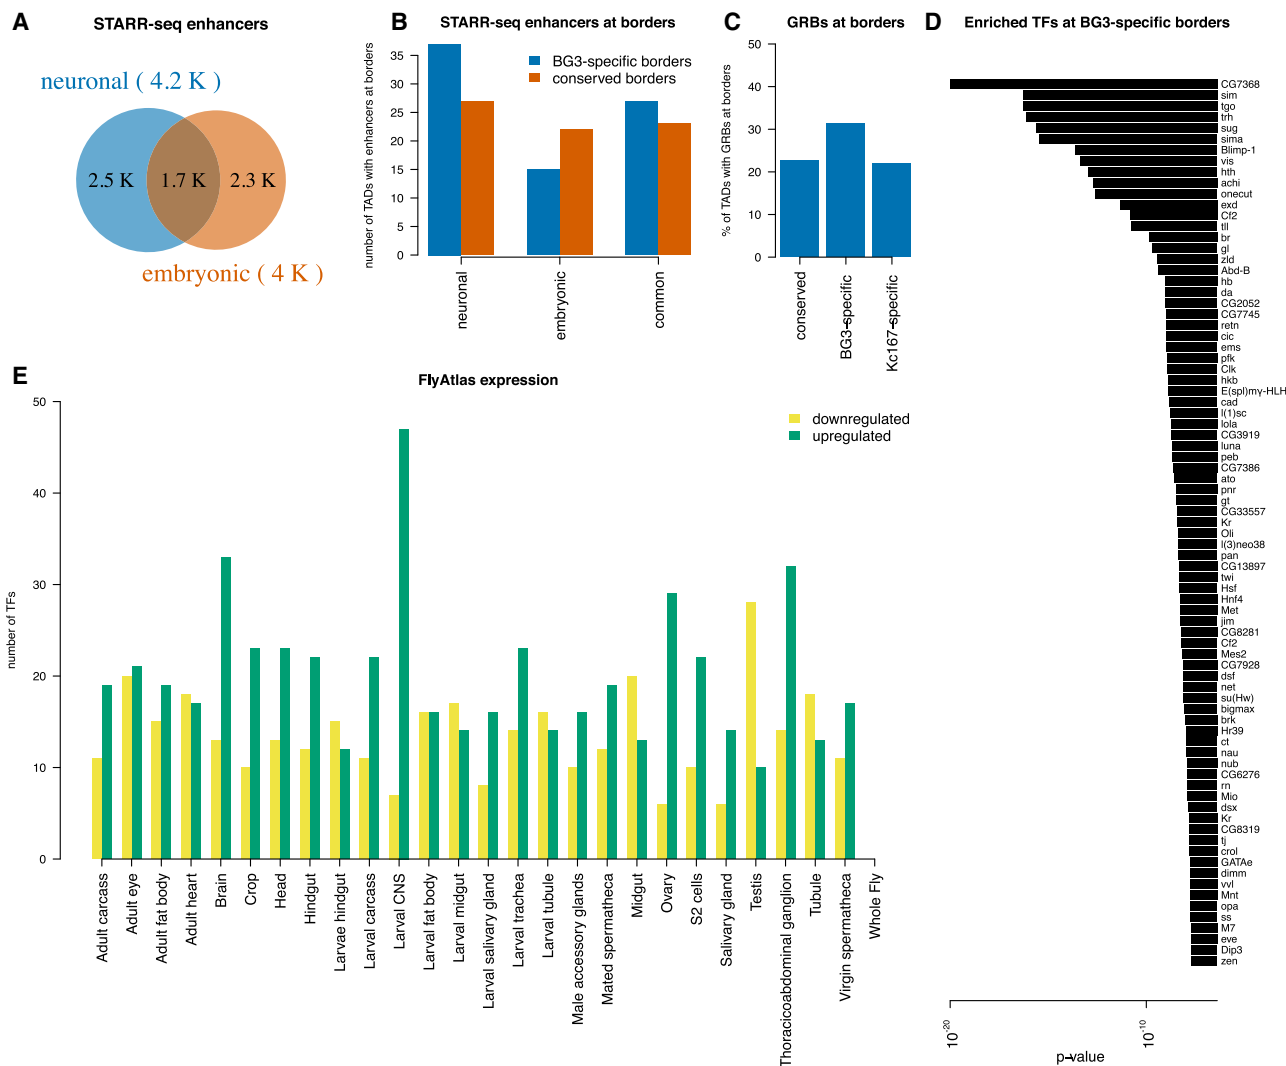 A
STARR-seq enhancers
neuronal ( 4.2 K )
2.5 K
1.7 K
2.3 K
embryonic ( 4 K )
B
STARR-seq enhancers at borders
number of TADs with enhancers at borders
35
30
25
20
15
10
5
0
BG3-specific borders
conserved borders
neuronal
embryonic
common
C
GRBs at borders
% of TADs with GRBs at borders
50
40
30
20
10
0
conserved
BG3-specific
Kc167-specific
D
Enriched TFs at BG3-specific borders
CG7368
sim
tgo
trh
sug
sima
Blimp-1
vis
hth
achi
onecut
exd
Cf2
tll
br
gl
zld
Abd-B
hb
da
CG2052
CG7745
retn
cic
ems
pfk
Clk
hkb
E(spl)mγ-HLH
cad
l(1)sc
lola
CG3919
luna
peb
CG7386
ato
pnr
gt
CG33557
Kr
Oli
l(3)neo38
pan
CG13897
twi
Hsf
Hnf4
Met
jim
CG8281
Cf2
Mes2
CG7928
dsf
net
su(Hw)
bigmax
brk
Hr39
ct
nau
nub
CG6276
rn
Mio
dsx
Kr
CG8319
tj
crol
GATAe
dimm
vvl
Mnt
opa
ss
M7
eve
Dip3
zen
10-20
10-10
p-value
E
FlyAtlas expression
number of TFs
50
40
30
20
10
0
downregulated
upregulated
Adult carcass
Adult eye
Adult fat body
Adult heart
Brain
Crop
Head
Hindgut
Larvae hindgut
Larval carcass
Larval CNS
Larval fat body
Larval midgut
Larval salivary gland
Larval trachea
Larval tubule
Male accessory glands
Mated spermatheca
Midgut
Ovary
S2 cells
Salivary gland
Testis
Thoracicoabdominal ganglion
Tubule
Virgin spermatheca
Whole Fly